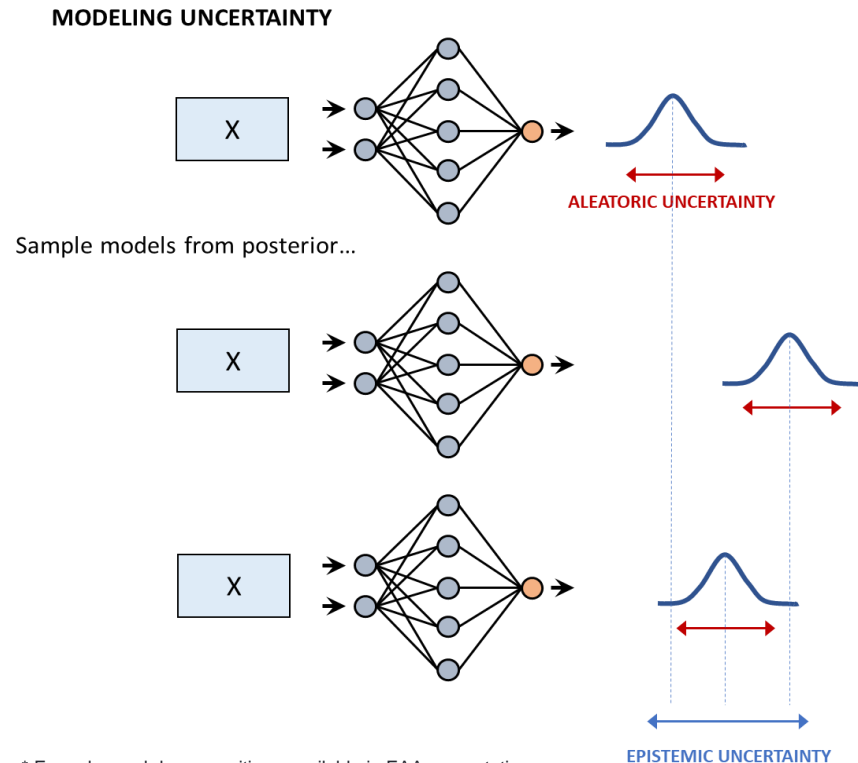 MODELING UNCERTAINTY
X
ALEATORIC UNCERTAINTY
Sample models from posterior...
X
X
EPISTEMIC UNCERTAINTY